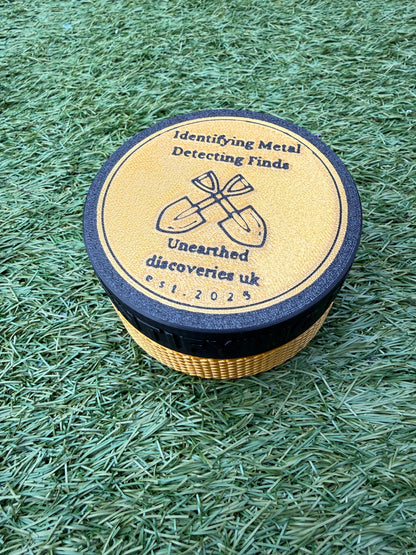 Identifying Metal
Detecting Finds
Unearthed
discoveries uk
est.2025